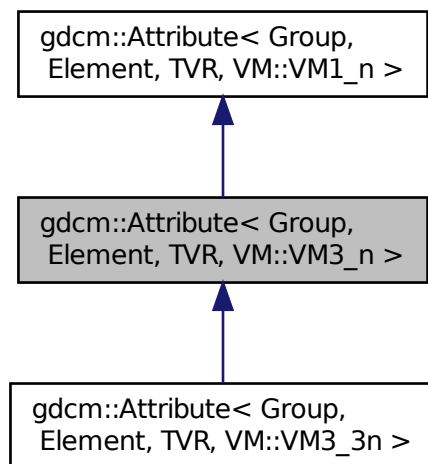 gdcm::Attribute< Group,
Element, TVR, VM::VM1_n >
gdcm::Attribute< Group,
Element, TVR, VM::VM3_n >
gdcm::Attribute< Group,
Element, TVR, VM::VM3_3n >